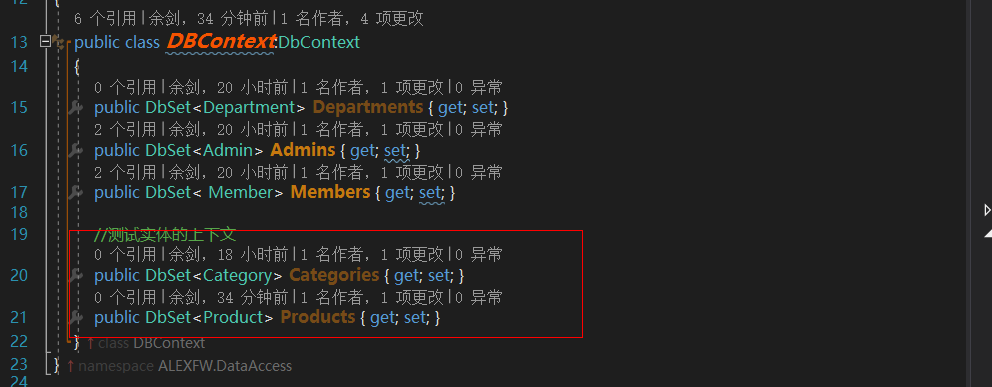 12
6 个引用|余剑，34 分钟前|1 名作者，4 项更改
13 public class DBContext:DbContext
14 {
0 个引用|余剑，20 小时前|1 名作者，1 项更改|0 异常
15 public DbSet<Department> Departments { get; set; }
2 个引用|余剑，20 小时前|1 名作者，1 项更改|0 异常
16 public DbSet<Admin> Admins { get; set; }
2 个引用|余剑，20 小时前|1 名作者，1 项更改|0 异常
17 public DbSet< Member> Members { get; set; }
18
19 //测试实体的上下文
0 个引用|余剑，18 小时前|1 名作者，1 项更改|0 异常
20 public DbSet<Category> Categories { get; set; }
0 个引用|余剑，34 分钟前|1 名作者，1 项更改|0 异常
21 public DbSet<Product> Products { get; set; }
22 } ↑ class DBContext
23 } ↑ namespace ALEXFW.DataAccess
24